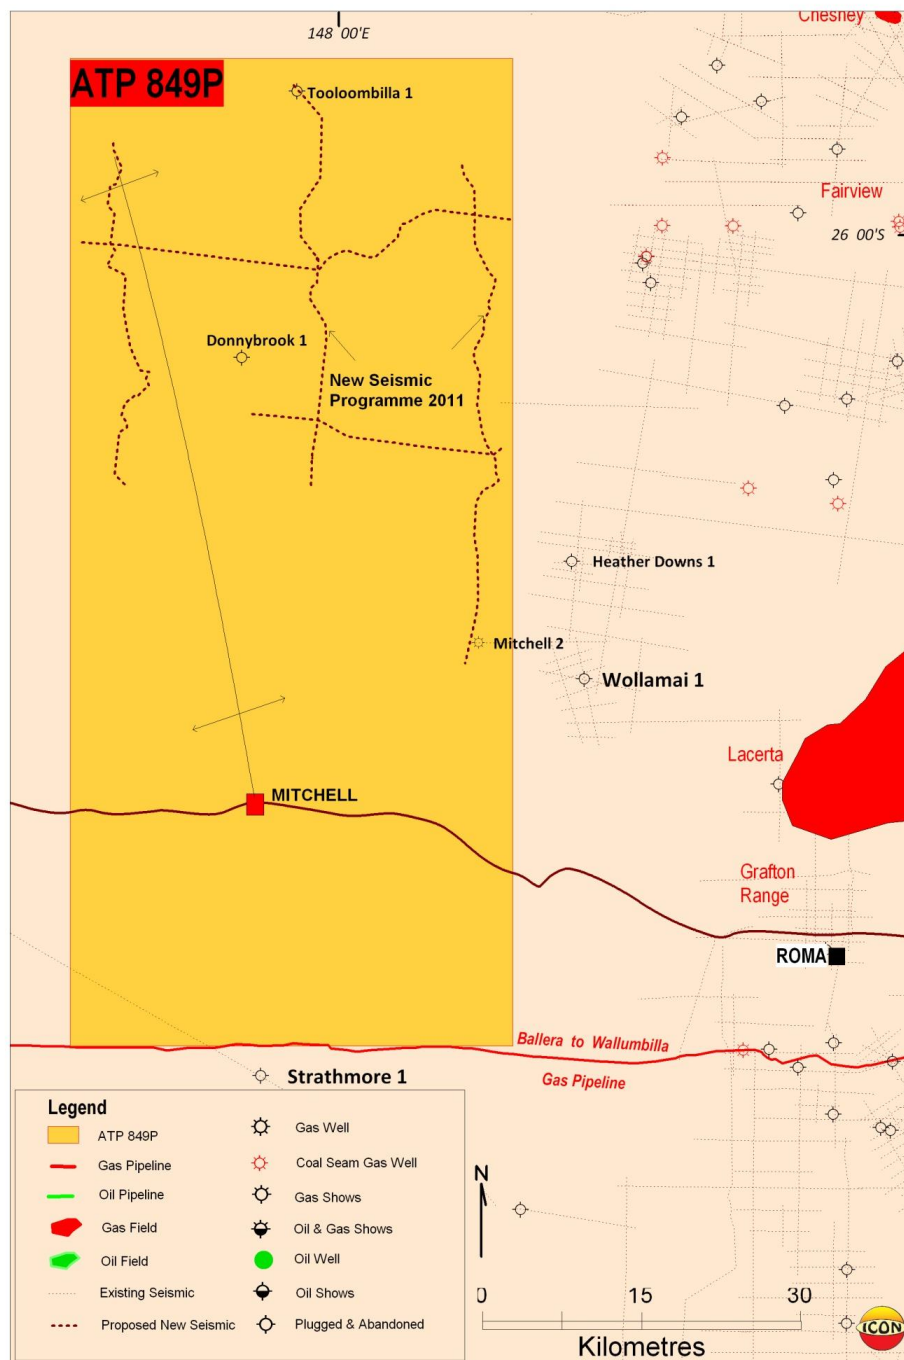 Chesney
148 00'E
ATP 849P
Tooloombilla 1
Fairview
26 00'S
Donnybrook 1
New Seismic
Programme 2011
Heather Downs 1
Mitchell 2
Wollamai 1
Lacerta
MITCHELL
Grafton
Range
ROMA
Ballera to Wallumbilla
Gas Pipeline
Strathmore 1
Legend
ATP 849P
Gas Pipeline
Oil Pipeline
Gas Field
Oil Field
Existing Seismic
Proposed New Seismic
Gas Well
Coal Seam Gas Well
Gas Shows
Oil & Gas Shows
Oil Well
Oil Shows
Plugged & Abandoned
N
0 15 30
Kilometres
ICON